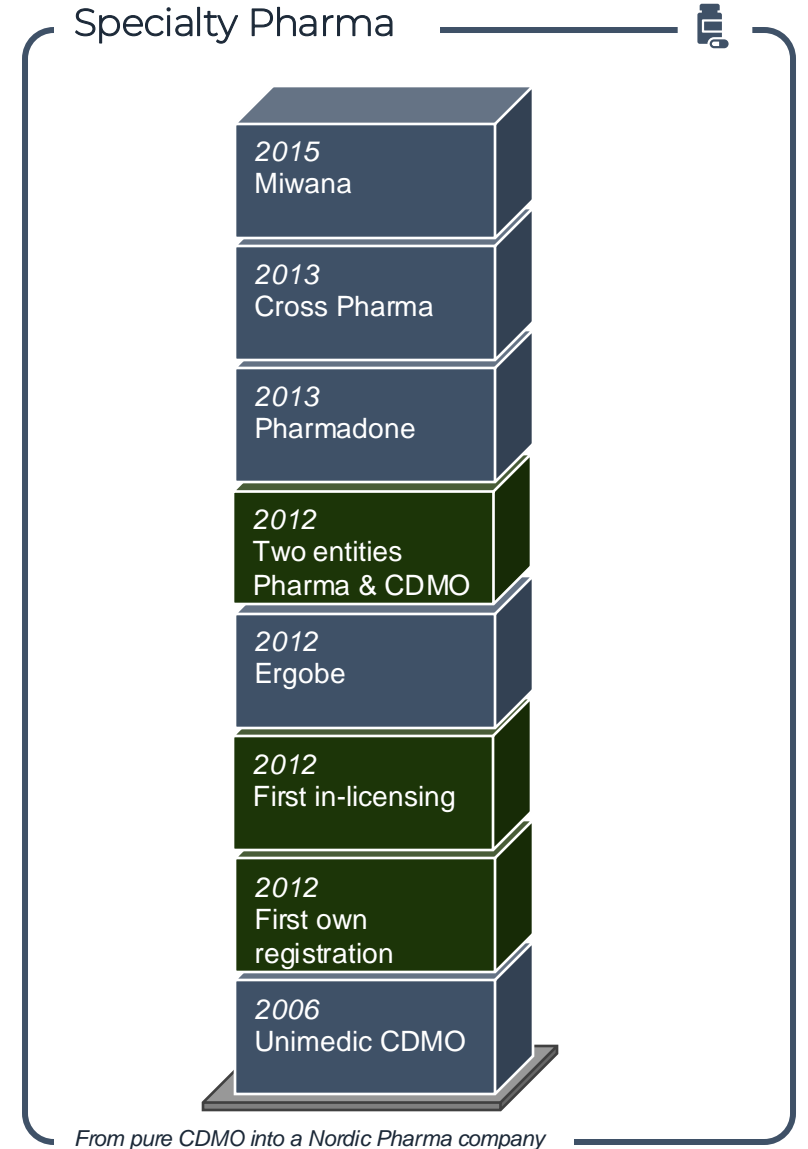 Specialty Pharma
2015
Miwana
2013
Cross Pharma
2013
Pharmadone
2012
Two entities
Pharma & CDMO
2012
Ergobe
2012
First in-licensing
2012
First own
registration
2006
Unimedic CDMO
From pure CDMO into a Nordic Pharma company